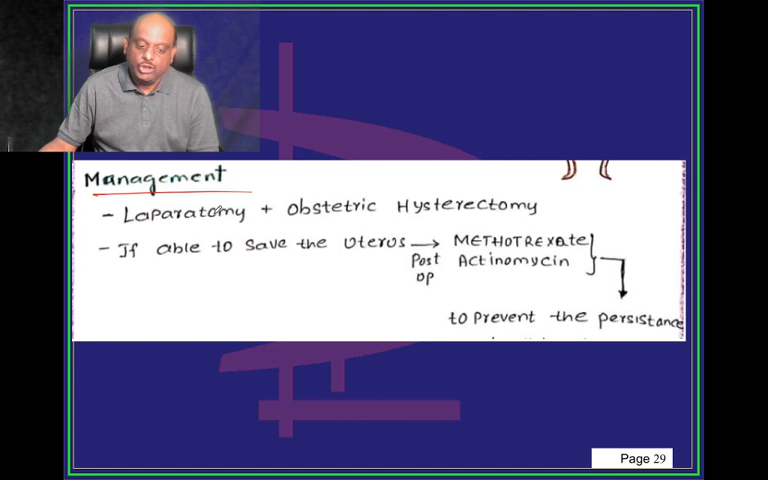 Management
- Laparatomy + Obstetric Hysterectomy
- If able to save the Uterus → METHOTREXATE
Post Actinomycin
OP
to Prevent the persistance
Page 29